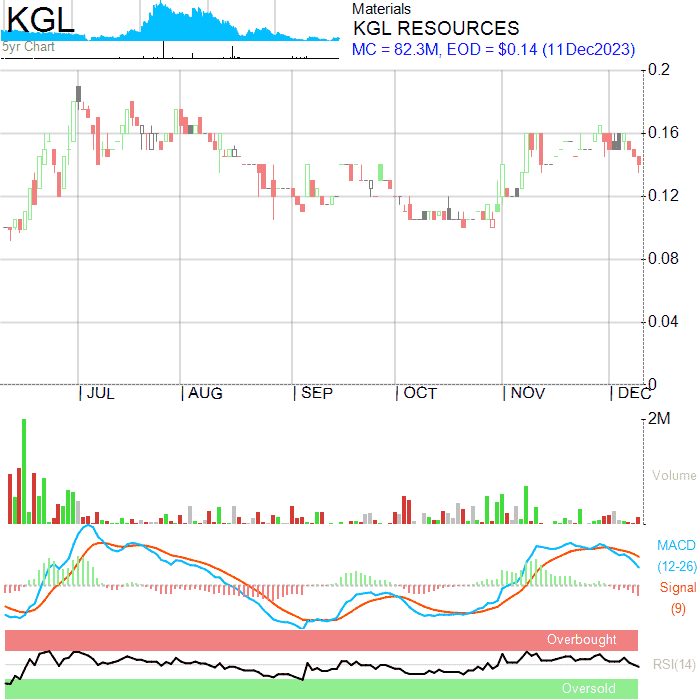 KGL
5yr Chart
Materials
KGL RESOURCES
MC = 82.3M, EOD = $0.14 (11Dec2023)
0.2
0.16
0.12
0.08
0.04
0
JUL
AUG
SEP
OCT
NOV
DEC
2M
Volume
MACD
(12-26)
Signal
(9)
Overbought
RSI(14)
Oversold